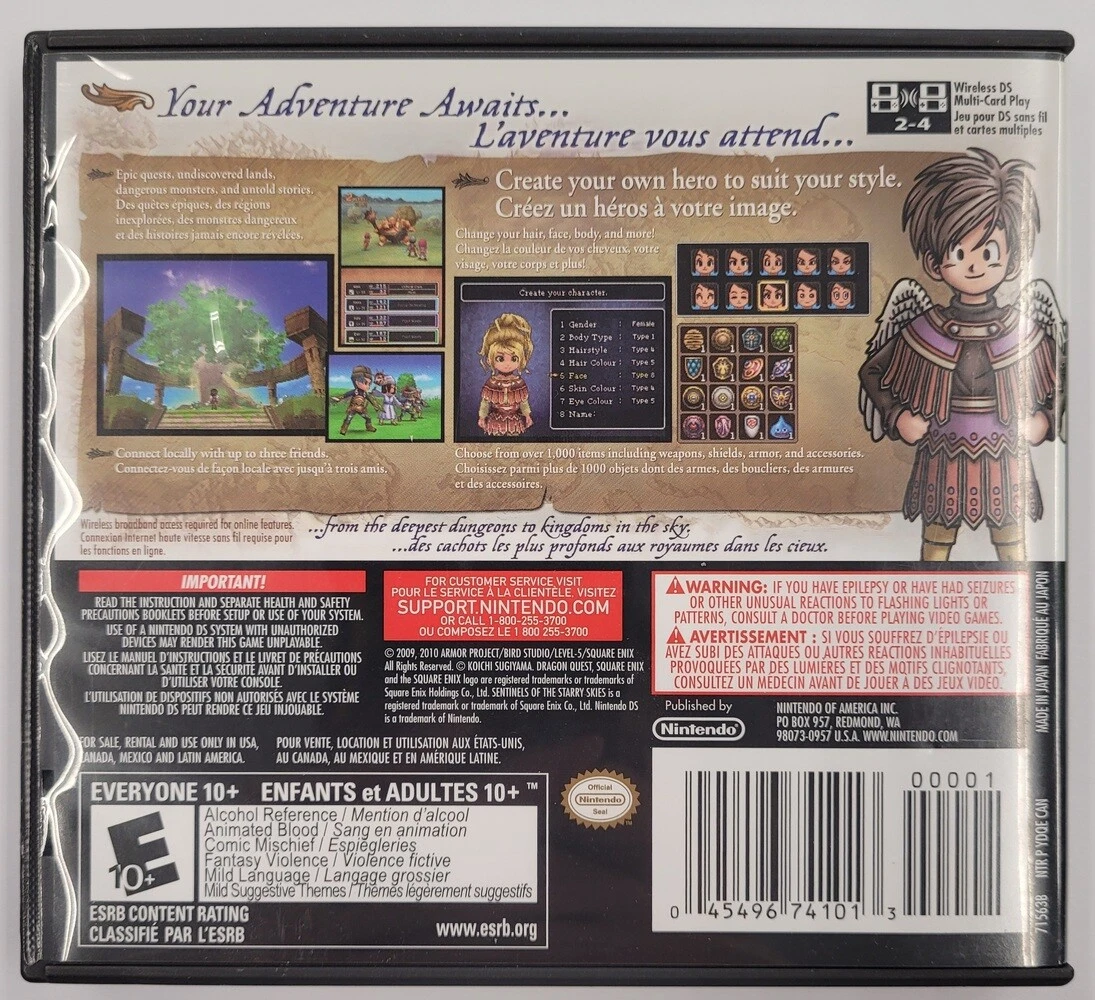 Your Adventure Awaits...
L'aventure vous attend...
2-4
Wireless DS
Multi-Card Play
Jeu pour DS sans fil
et cartes multiples
Epic quests, undiscovered lands,
dangerous monsters, and untold stories.
Des quêtes épiques, des régions
inexplorées, des monstres dangereux
et des histoires jamais encore révélées.
Create your own hero to suit your style.
Créez un héros à votre image.
Change your hair, face, body, and more!
Changez la couleur de vos cheveux, votre
visage, votre corps et plus!
Create your character.
1 Gender : Female
2 Body Type : Type 1
3 Hairstyle : Type 4
4 Hair Colour : Type 5
5 Face : Type 8
6 Skin Colour : Type 4
7 Eye Colour : Type 5
8 Name:
Connect locally with up to three friends.
Connectez-vous de façon locale avec jusqu'à trois amis.
Choose from over 1,000 items including weapons, shields, armor, and accessories.
Choisissez parmi plus de 1000 objets dont des armes, des boucliers, des armures
et des accessoires.
Wireless broadband access required for online features.
Connexion Internet haute vitesse sans fil requise pour
les fonctions en ligne.
...from the deepest dungeons to kingdoms in the sky.
...des cachots les plus profonds aux royaumes dans les cieux.
IMPORTANT!
READ THE INSTRUCTION AND SEPARATE HEALTH AND SAFETY
PRECAUTIONS BOOKLETS BEFORE SETUP OR USE OF YOUR SYSTEM.
USE OF A NINTENDO DS SYSTEM WITH UNAUTHORIZED
DEVICES MAY RENDER THIS GAME UNPLAYABLE.
LISEZ LE MANUEL D'INSTRUCTIONS ET LE LIVRET DE PRÉCAUTIONS
CONCERNANT LA SANTÉ ET LA SÉCURITÉ AVANT D'INSTALLER OU
D'UTILISER VOTRE CONSOLE.
L'UTILISATION DE DISPOSITIFS NON AUTORISÉS AVEC LE SYSTÈME
NINTENDO DS PEUT RENDRE CE JEU INJOUABLE.
FOR CUSTOMER SERVICE VISIT
POUR LE SERVICE À LA CLIENTÈLE, VISITEZ
SUPPORT.NINTENDO.COM
OR CALL 1-800-255-3700
OU COMPOSEZ LE 1 800 255-3700
© 2009, 2010 ARMOR PROJECT/BIRD STUDIO/LEVEL-5/SQUARE ENIX
All Rights Reserved. © KOICHI SUGIYAMA. DRAGON QUEST, SQUARE ENIX
and the SQUARE ENIX logo are registered trademarks or trademarks of
Square Enix Holdings Co., Ltd. SENTINELS OF THE STARRY SKIES is a
registered trademark or trademark of Square Enix Co., Ltd. Nintendo DS
is a trademark of Nintendo.
WARNING: IF YOU HAVE EPILEPSY OR HAVE HAD SEIZURES
OR OTHER UNUSUAL REACTIONS TO FLASHING LIGHTS OR
PATTERNS, CONSULT A DOCTOR BEFORE PLAYING VIDEO GAMES.
AVERTISSEMENT : SI VOUS SOUFFREZ D'ÉPILEPSIE OU
AVEZ SUBI DES ATTAQUES OU AUTRES RÉACTIONS INHABITUELLES
PROVOQUÉES PAR DES LUMIÈRES ET DES MOTIFS CLIGNOTANTS,
CONSULTEZ UN MÉDECIN AVANT DE JOUER À DES JEUX VIDÉO.
Published by
Nintendo
NINTENDO OF AMERICA INC.
PO BOX 957, REDMOND, WA
98073-0957 U.S.A. WWW.NINTENDO.COM
MADE IN JAPAN FABRIQUÉ AU JAPON
FOR SALE, RENTAL AND USE ONLY IN USA,
CANADA, MEXICO AND LATIN AMERICA.
POUR VENTE, LOCATION ET UTILISATION AUX ÉTATS-UNIS,
AU CANADA, AU MEXIQUE ET EN AMÉRIQUE LATINE.
EVERYONE 10+ ENFANTS et ADULTES 10+ ™
E
10+
Alcohol Reference / Mention d'alcool
Animated Blood / Sang en animation
Comic Mischief / Espiègleries
Fantasy Violence / Violence fictive
Mild Language / Langage grossier
Mild Suggestive Themes / Thèmes légèrement suggestifs
ESRB CONTENT RATING
CLASSIFIÉ PAR L'ESRB
www.esrb.org
Official
Nintendo
Seal
00001
0 45496 74101 3
71563B NTR P YDQE CAN